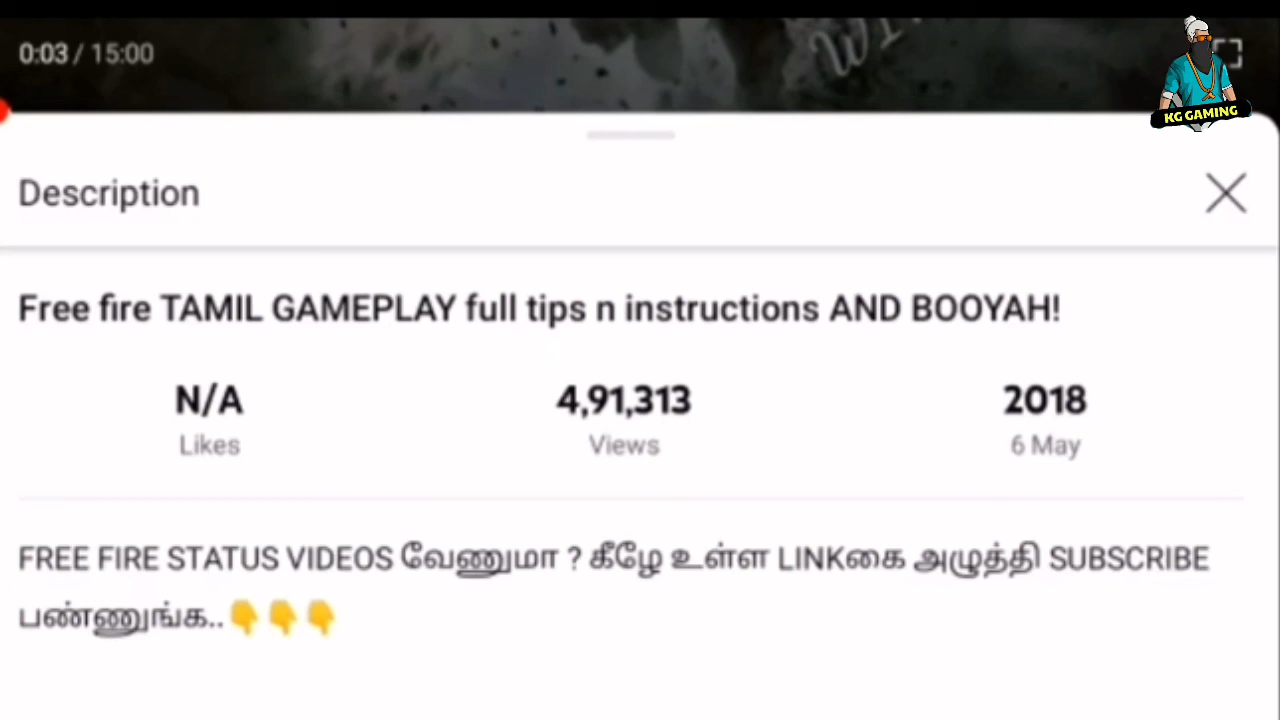 0:03 / 15:00
KG GAMING
Description
Free fire TAMIL GAMEPLAY full tips n instructions AND BOOYAH!
N/A 4,91,313 2018
Likes Views 6 May
FREE FIRE STATUS VIDEOS வேணுமா ? கீழே உள்ள LINKகை அழுத்தி SUBSCRIBE
பண்ணுங்க..👇👇👇